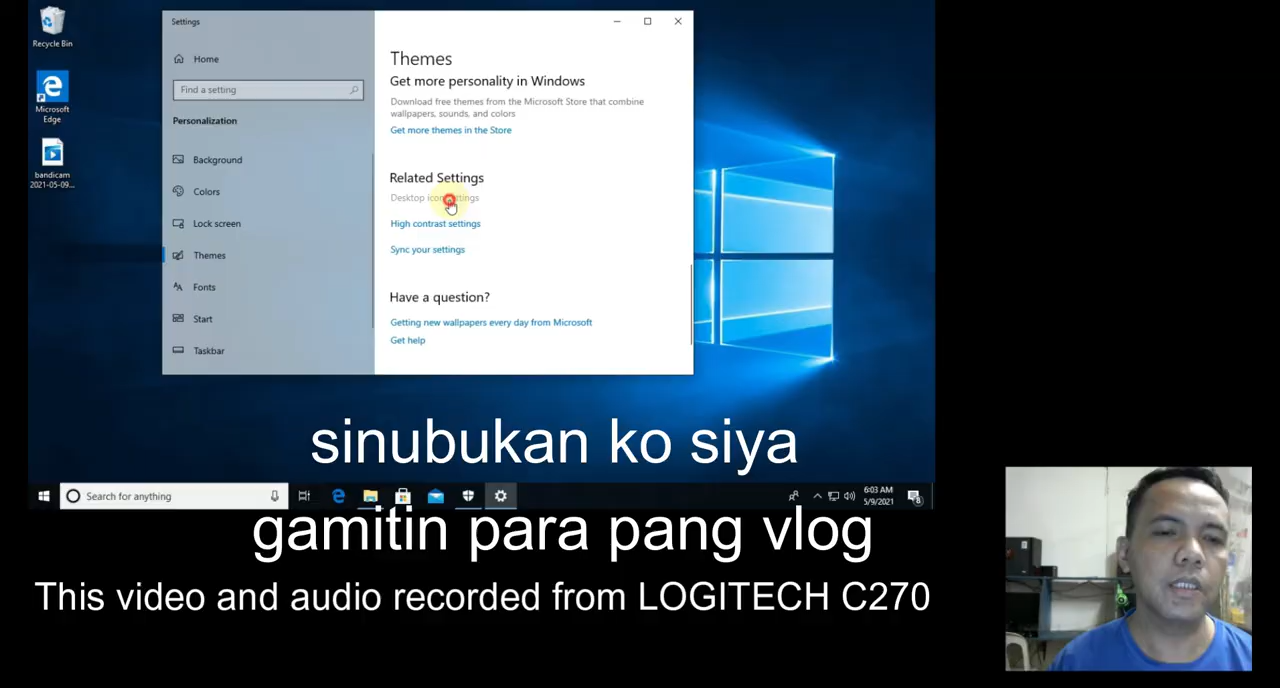 Recycle Bin
Microsoft
Edge
bandicam
2021-05-09...
Settings
Home
Find a setting
Personalization
Background
Colors
Lock screen
Themes
Fonts
Start
Taskbar
Themes
Get more personality in Windows
Download free themes from the Microsoft Store that combine
wallpapers, sounds, and colors
Get more themes in the Store
Related Settings
Desktop icon settings
High contrast settings
Sync your settings
Have a question?
Getting new wallpapers every day from Microsoft
Get help
sinubukan ko siya
Search for anything
6:03 AM
5/9/2021
8
gamitin para pang vlog
This video and audio recorded from LOGITECH C270